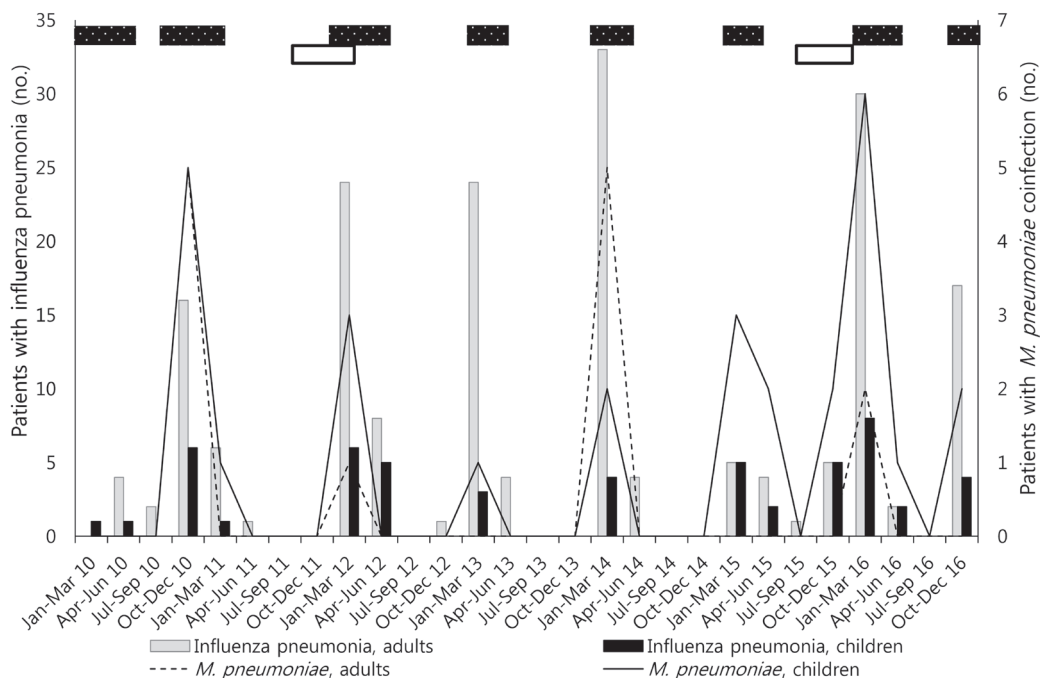 35
30
25
20
15
10
5
0
Patients with influenza pneumonia (no.)
7
6
5
4
3
2
1
0
Patients with M. pneumoniae coinfection (no.)
Jan-Mar 10
Apr-Jun 10
Jul-Sep 10
Oct-Dec 10
Jan-Mar 11
Apr-Jun 11
Jul-Sep 11
Oct-Dec 11
Jan-Mar 12
Apr-Jun 12
Jul-Sep 12
Oct-Dec 12
Jan-Mar 13
Apr-Jun 13
Jul-Sep 13
Oct-Dec 13
Jan-Mar 14
Apr-Jun 14
Jul-Sep 14
Oct-Dec 14
Jan-Mar 15
Apr-Jun 15
Jul-Sep 15
Oct-Dec 15
Jan-Mar 16
Apr-Jun 16
Jul-Sep 16
Oct-Dec 16
Influenza pneumonia, adults
Influenza pneumonia, children
M. pneumoniae, adults
M. pneumoniae, children